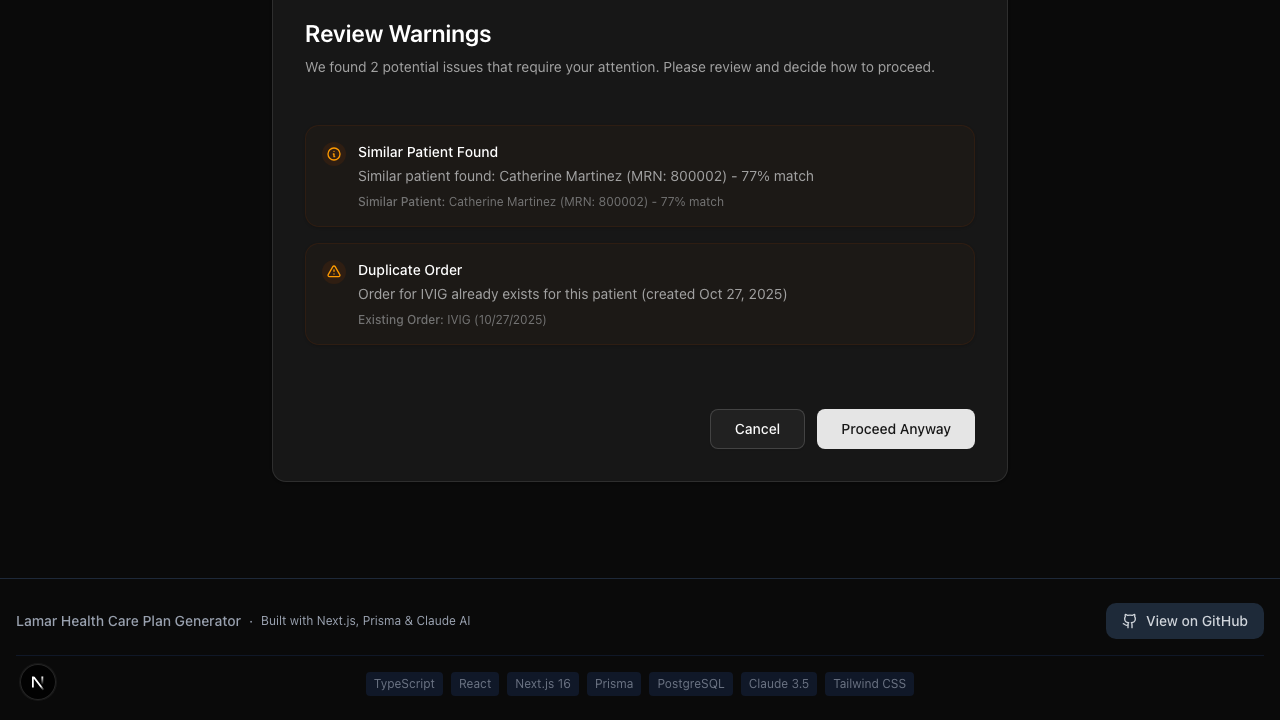 Review Warnings
We found 2 potential issues that require your attention. Please review and decide how to proceed.
Similar Patient Found
Similar patient found: Catherine Martinez (MRN: 800002) - 77% match
Similar Patient: Catherine Martinez (MRN: 800002) - 77% match
Duplicate Order
Order for IVIG already exists for this patient (created Oct 27, 2025)
Existing Order: IVIG (10/27/2025)
Cancel
Proceed Anyway
Lamar Health Care Plan Generator · Built with Next.js, Prisma & Claude AI
View on GitHub
N
TypeScript
React
Next.js 16
Prisma
PostgreSQL
Claude 3.5
Tailwind CSS